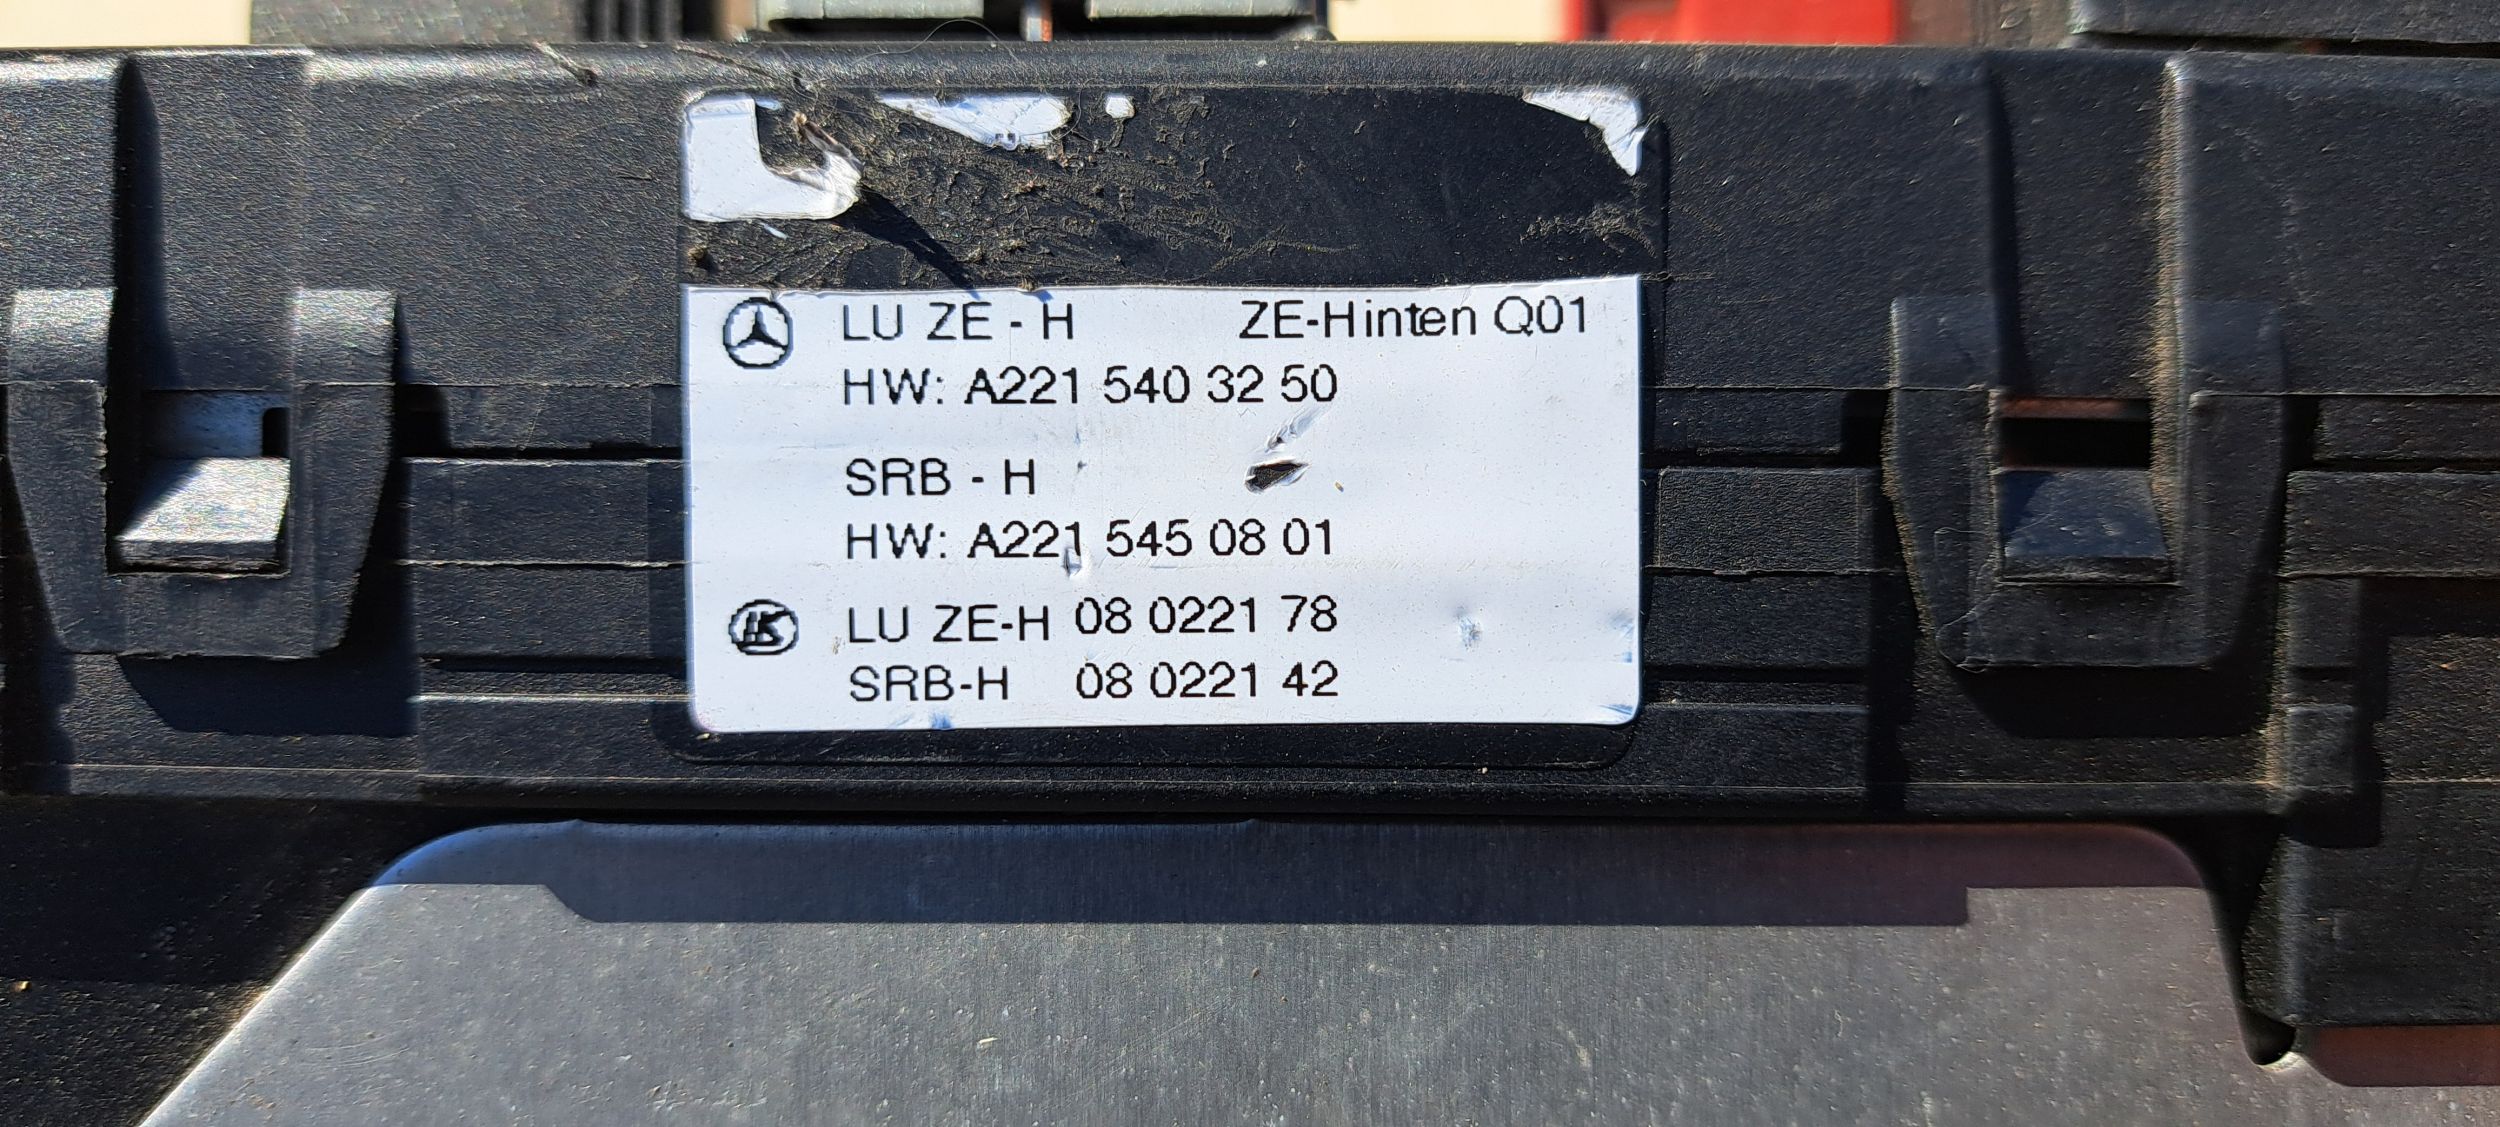 LU ZE - H ZE-Hinten Q01
HW: A221 540 32 50
SRB - H
HW: A221 545 08 01
LU ZE-H 08 0221 78
SRB-H 08 0221 42